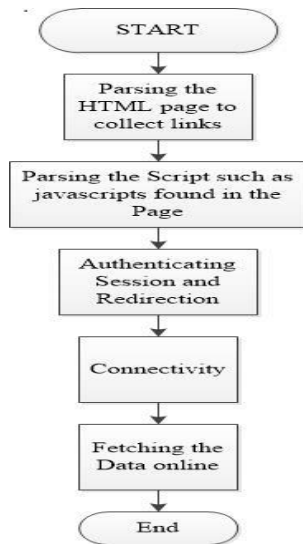 START
Parsing the
HTML page to
collect links
Parsing the Script such as
javascripts found in the
Page
Authenticating
Session and
Redirection
Connectivity
Fetching the
Data online
End